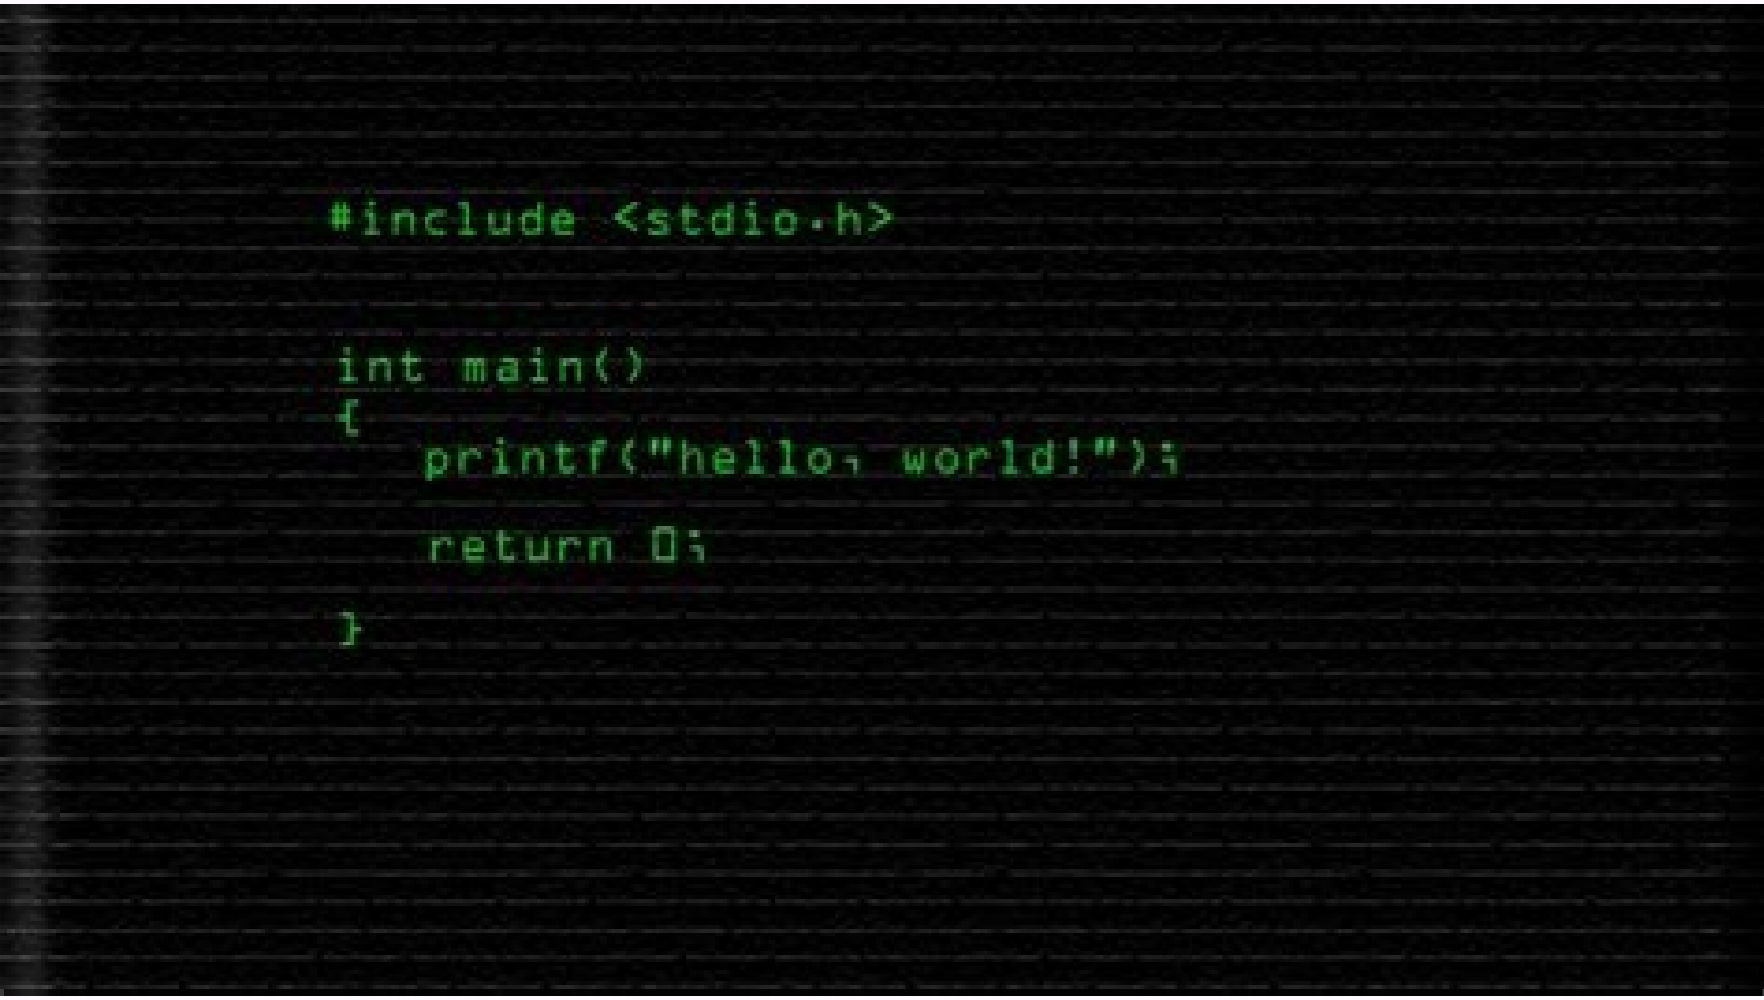 #include <stdio.h>
int main()
{
printf("hello, world!");
return 0;
}